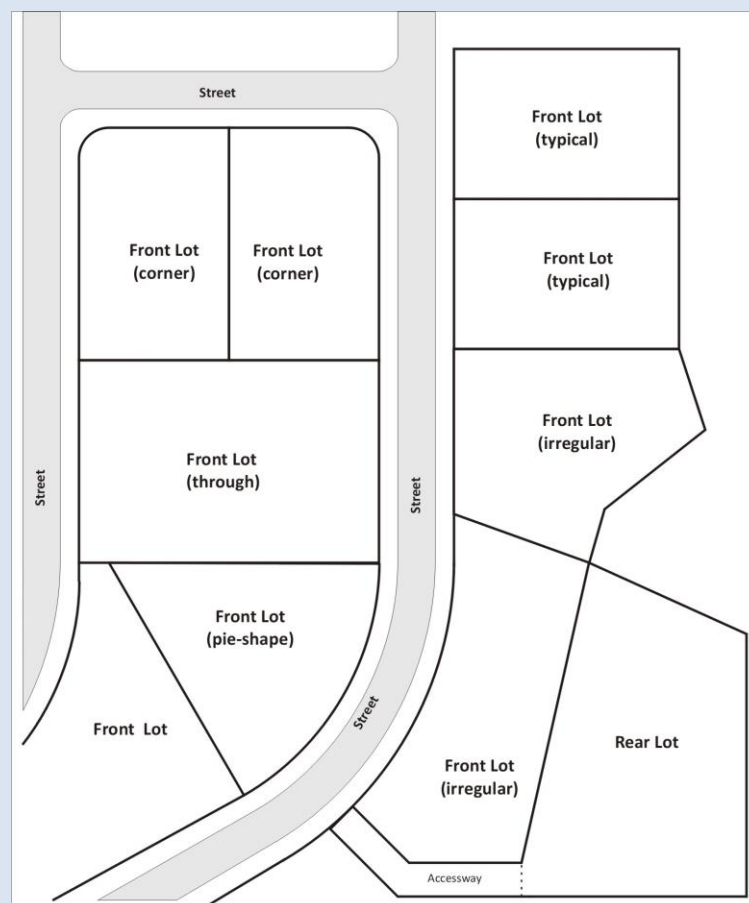 Street
Front Lot
(typical)
Front Lot
(corner)
Front Lot
(corner)
Front Lot
(typical)
Front Lot
(irregular)
Front Lot
(through)
Street
Street
Front Lot
(pie-shape)
Street
Front Lot
Rear Lot
Front Lot
(irregular)
Accessway